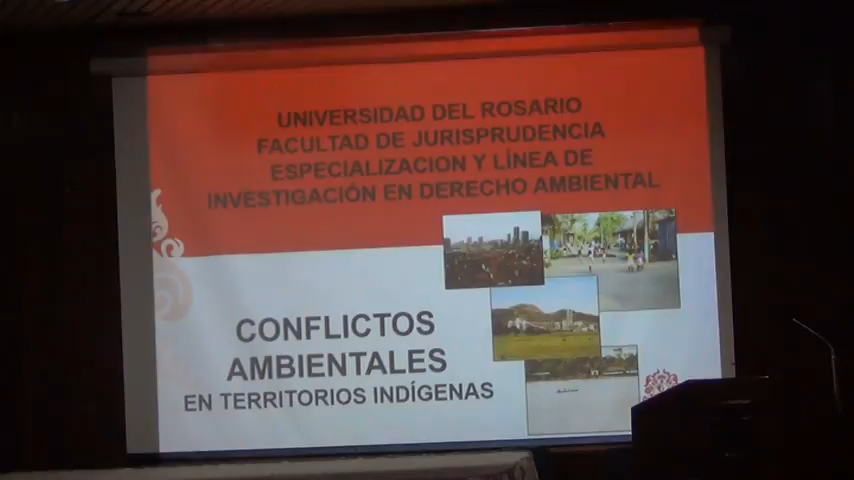 UNIVERSIDAD DEL ROSARIO
FACULTAD DE JURISPRUDENCIA
ESPECIALIZACION Y LÍNEA DE
INVESTIGACIÓN EN DERECHO AMBIENTAL
CONFLICTOS
AMBIENTALES
EN TERRITORIOS INDÍGENAS